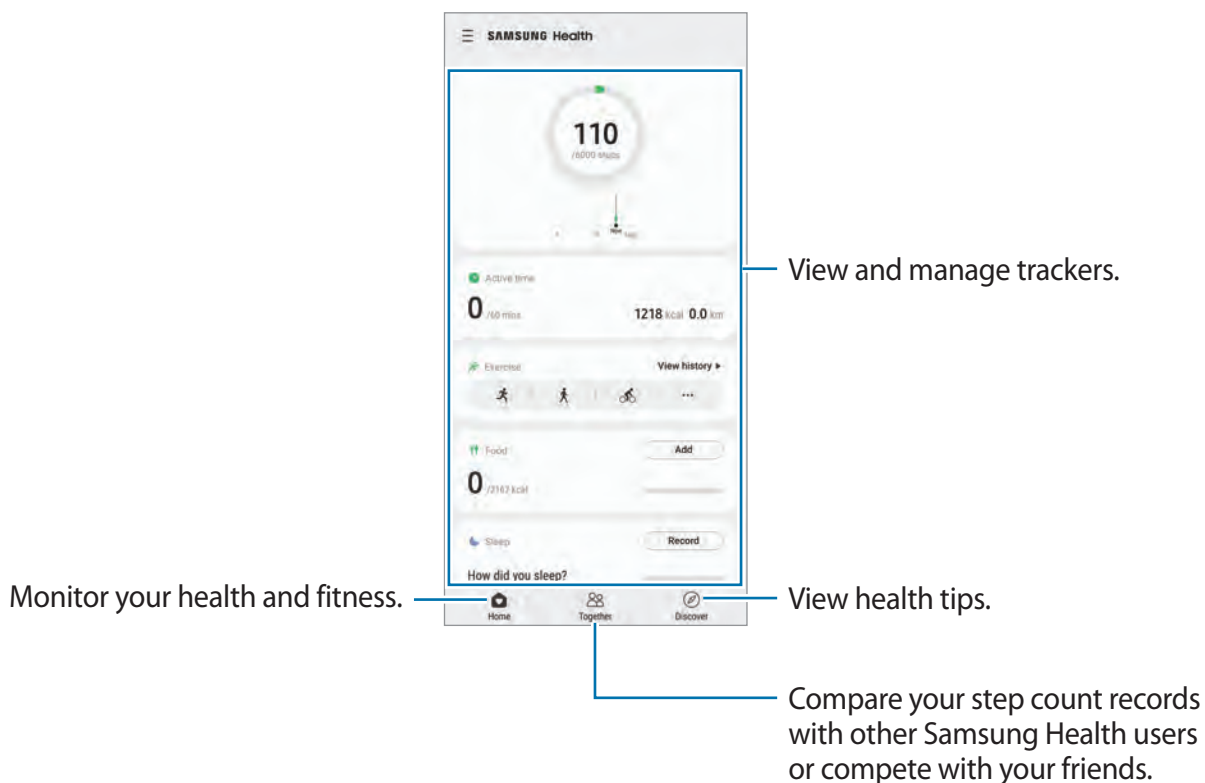 SAMSUNG Health
110
/6000 steps
Now
Active time
0 /60 mins
1218 kcal 0.0 km
Exercise
View history
Food
Add
0 /2167 kcal
Sleep
Record
How did you sleep?
Monitor your health and fitness.
Home
Together
Discover
View and manage trackers.
View health tips.
Compare your step count records
with other Samsung Health users
or compete with your friends.